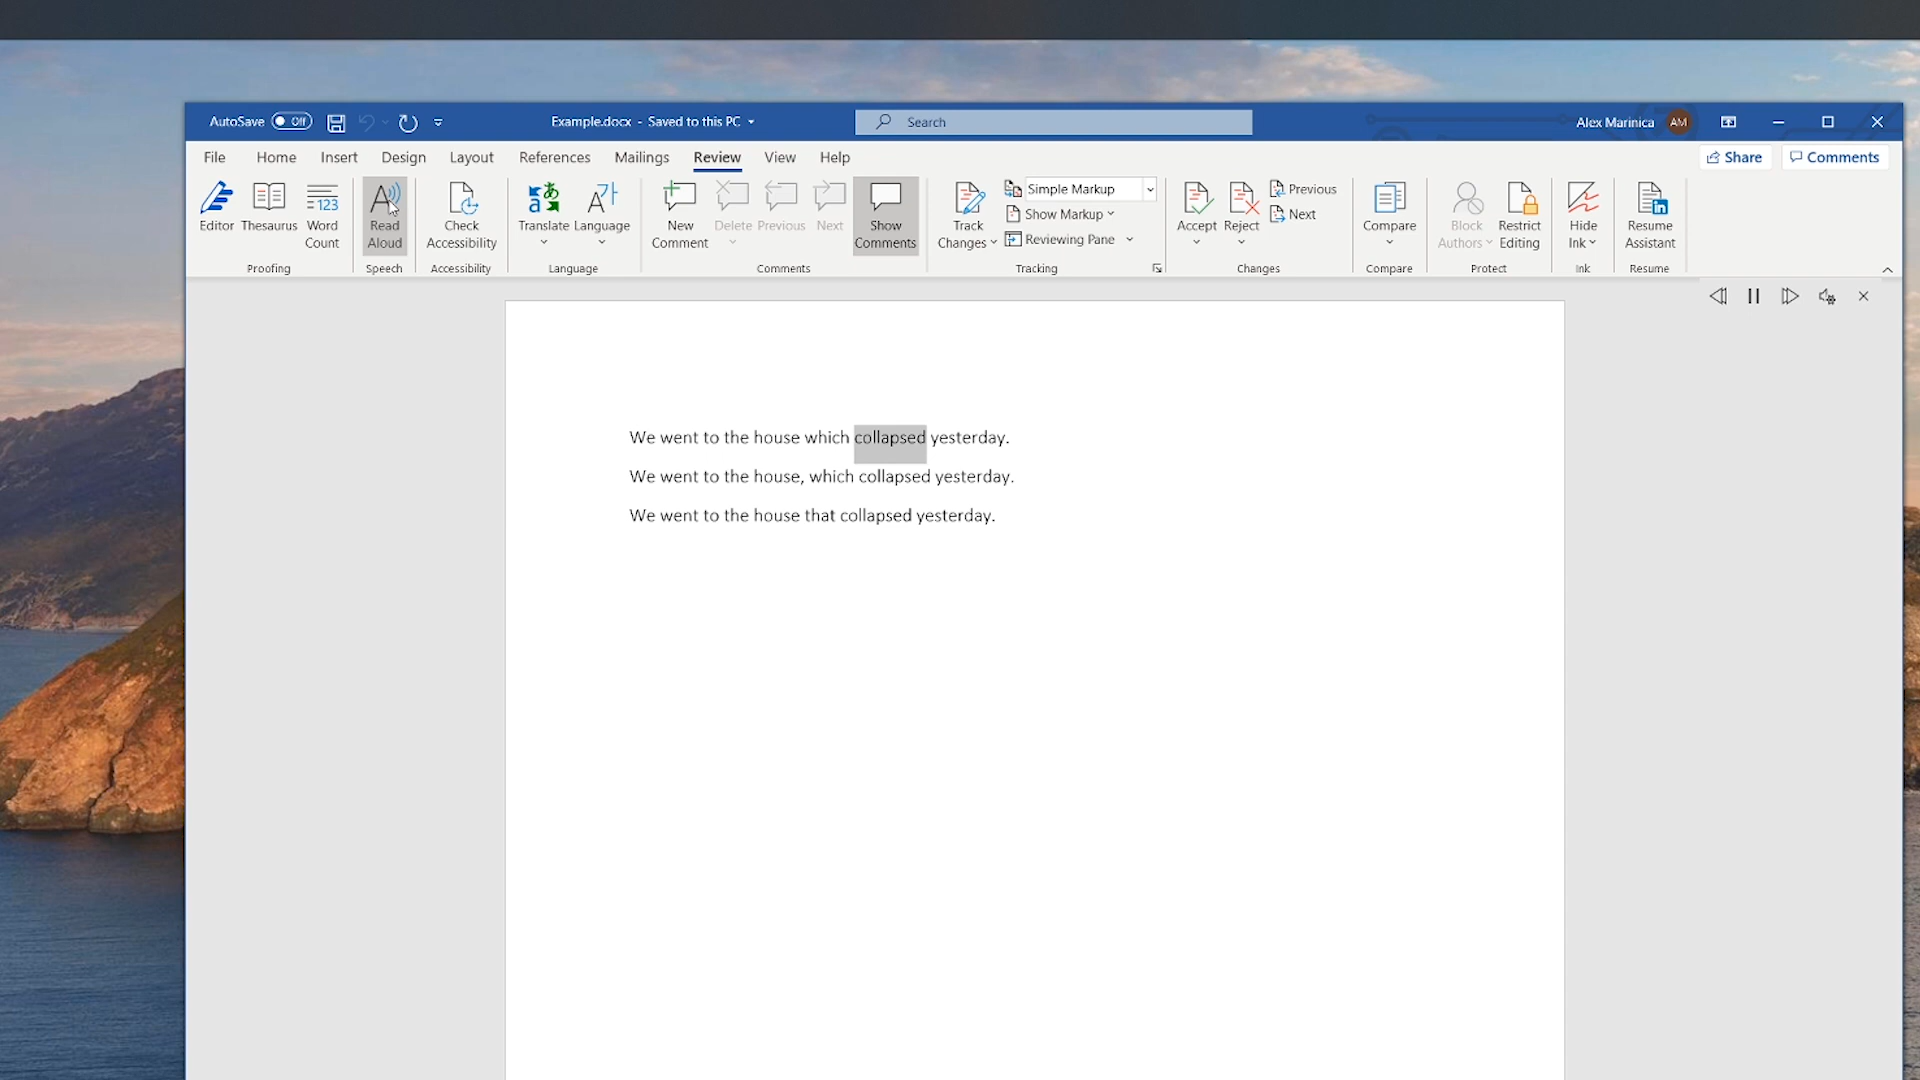 AutoSave Off Example.docx - Saved to this PC Search Alex Marinica AM
File Home Insert Design Layout References Mailings Review View Help Share Comments
Editor Thesaurus Word Count
Proofing
Read Aloud
Speech
Check Accessibility
Accessibility
Translate Language
Language
New Comment Delete Previous Next Show Comments
Comments
Track Changes
Simple Markup
Show Markup
Reviewing Pane
Tracking
Accept Reject
Previous
Next
Changes
Compare
Compare
Block Authors Restrict Editing
Protect
Hide Ink
Ink
Resume Assistant
Resume
We went to the house which collapsed yesterday.
We went to the house, which collapsed yesterday.
We went to the house that collapsed yesterday.